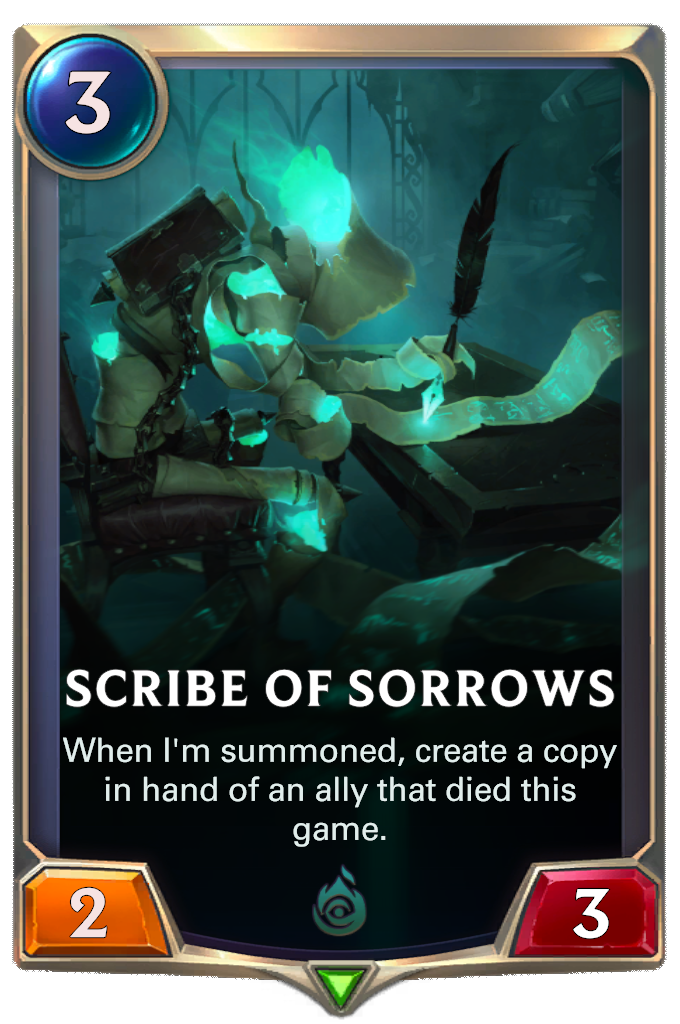 3
SCRIBE OF SORROWS
When I'm summoned, create a copy
in hand of an ally that died this
game.
2
3